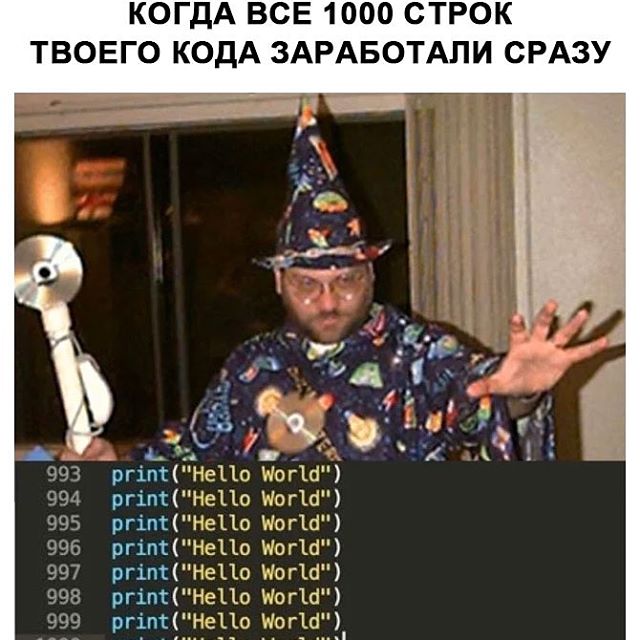 КОГДА ВСЕ 1000 СТРОК
ТВОЕГО КОДА ЗАРАБОТАЛИ СРАЗУ
993 print("Hello World")
994 print("Hello World")
995 print("Hello World")
996 print("Hello World")
997 print("Hello World")
998 print("Hello World")
999 print("Hello World")